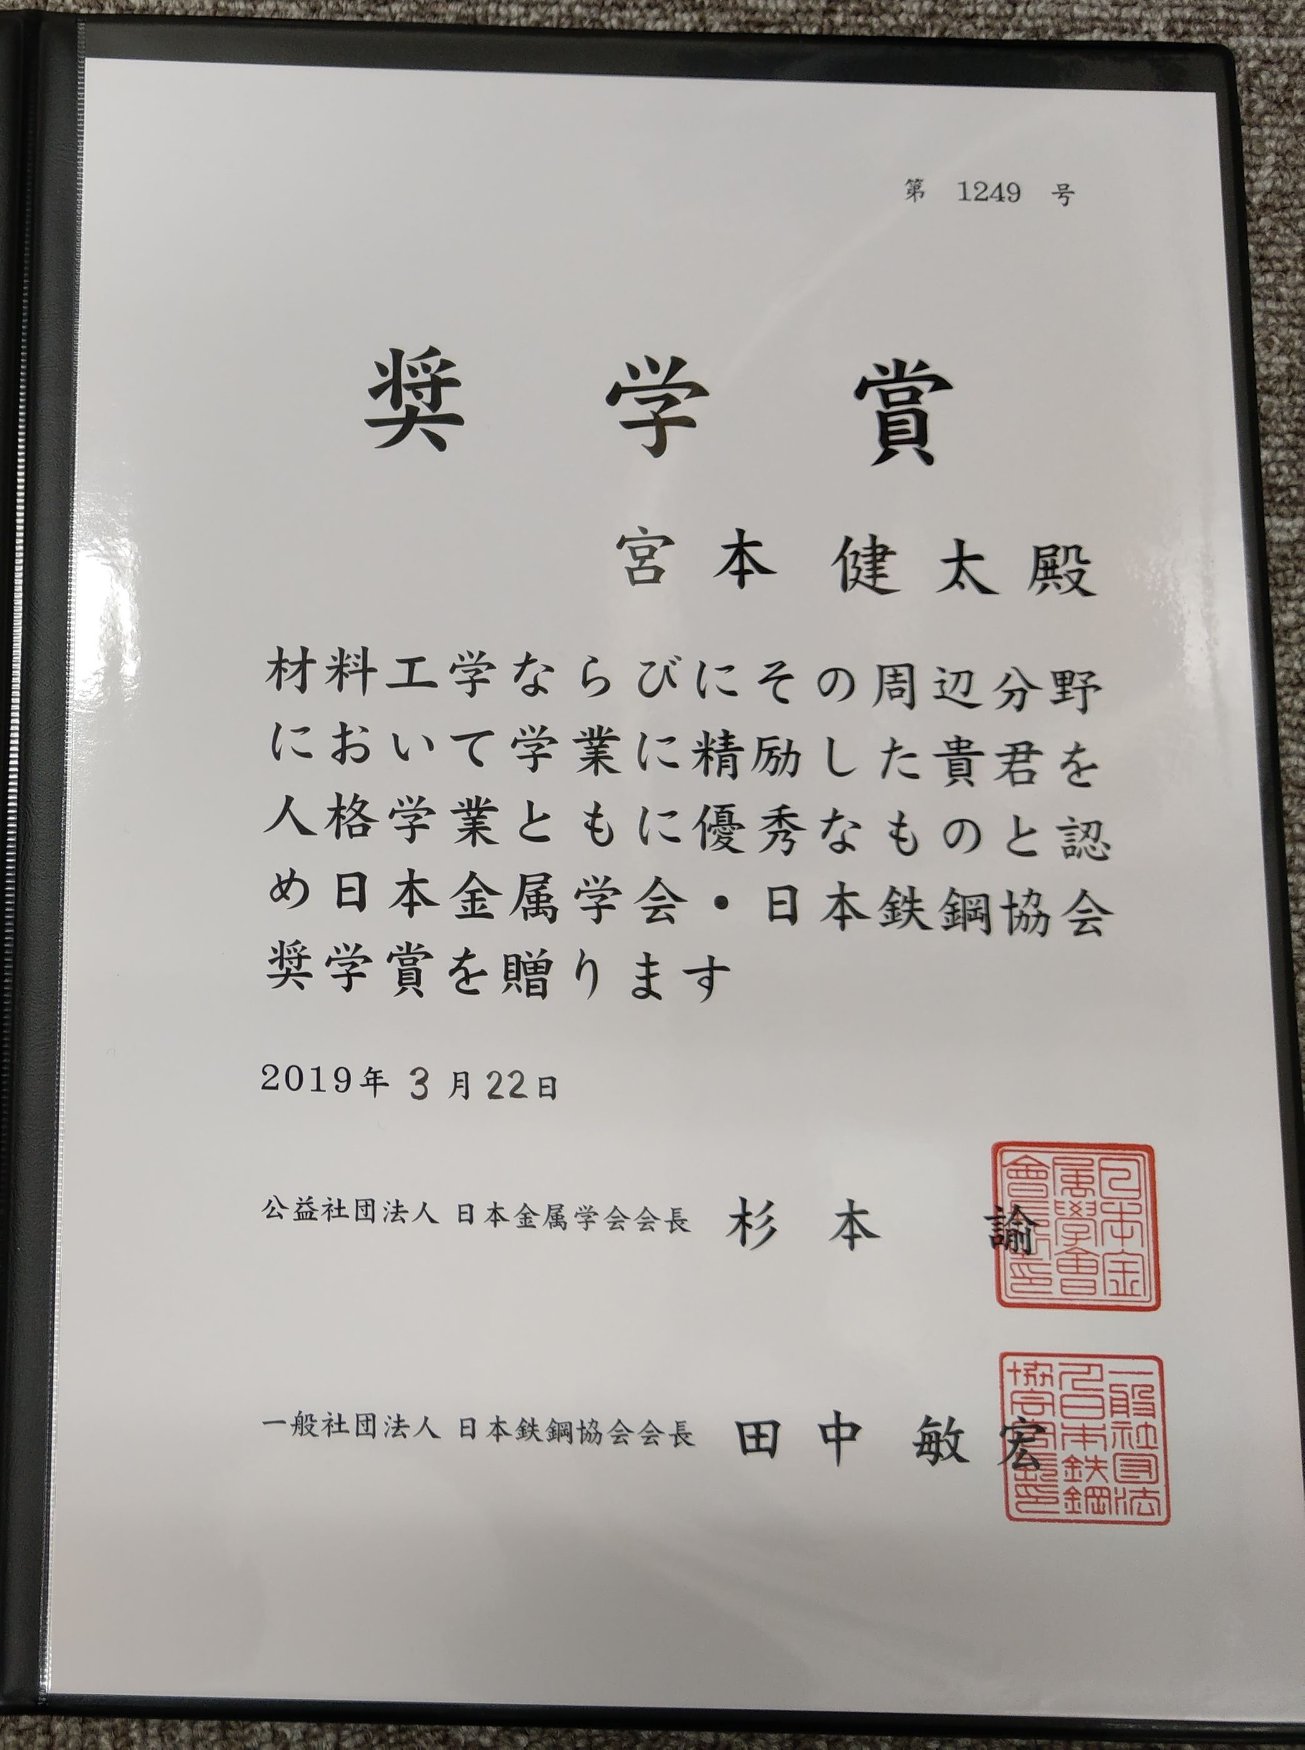 第 1249 号
奨学賞
宮本 健太殿
材料工学ならびにその周辺分野
において学業に精励した貴君を
人格学業ともに優秀なものと認
め日本金属学会・日本鉄鋼協会
奨学賞を贈ります
2019年 3 月 22日
公益社団法人 日本金属学会会長 杉本 諭
一般社団法人 日本鉄鋼協会会長 田中 敏宏